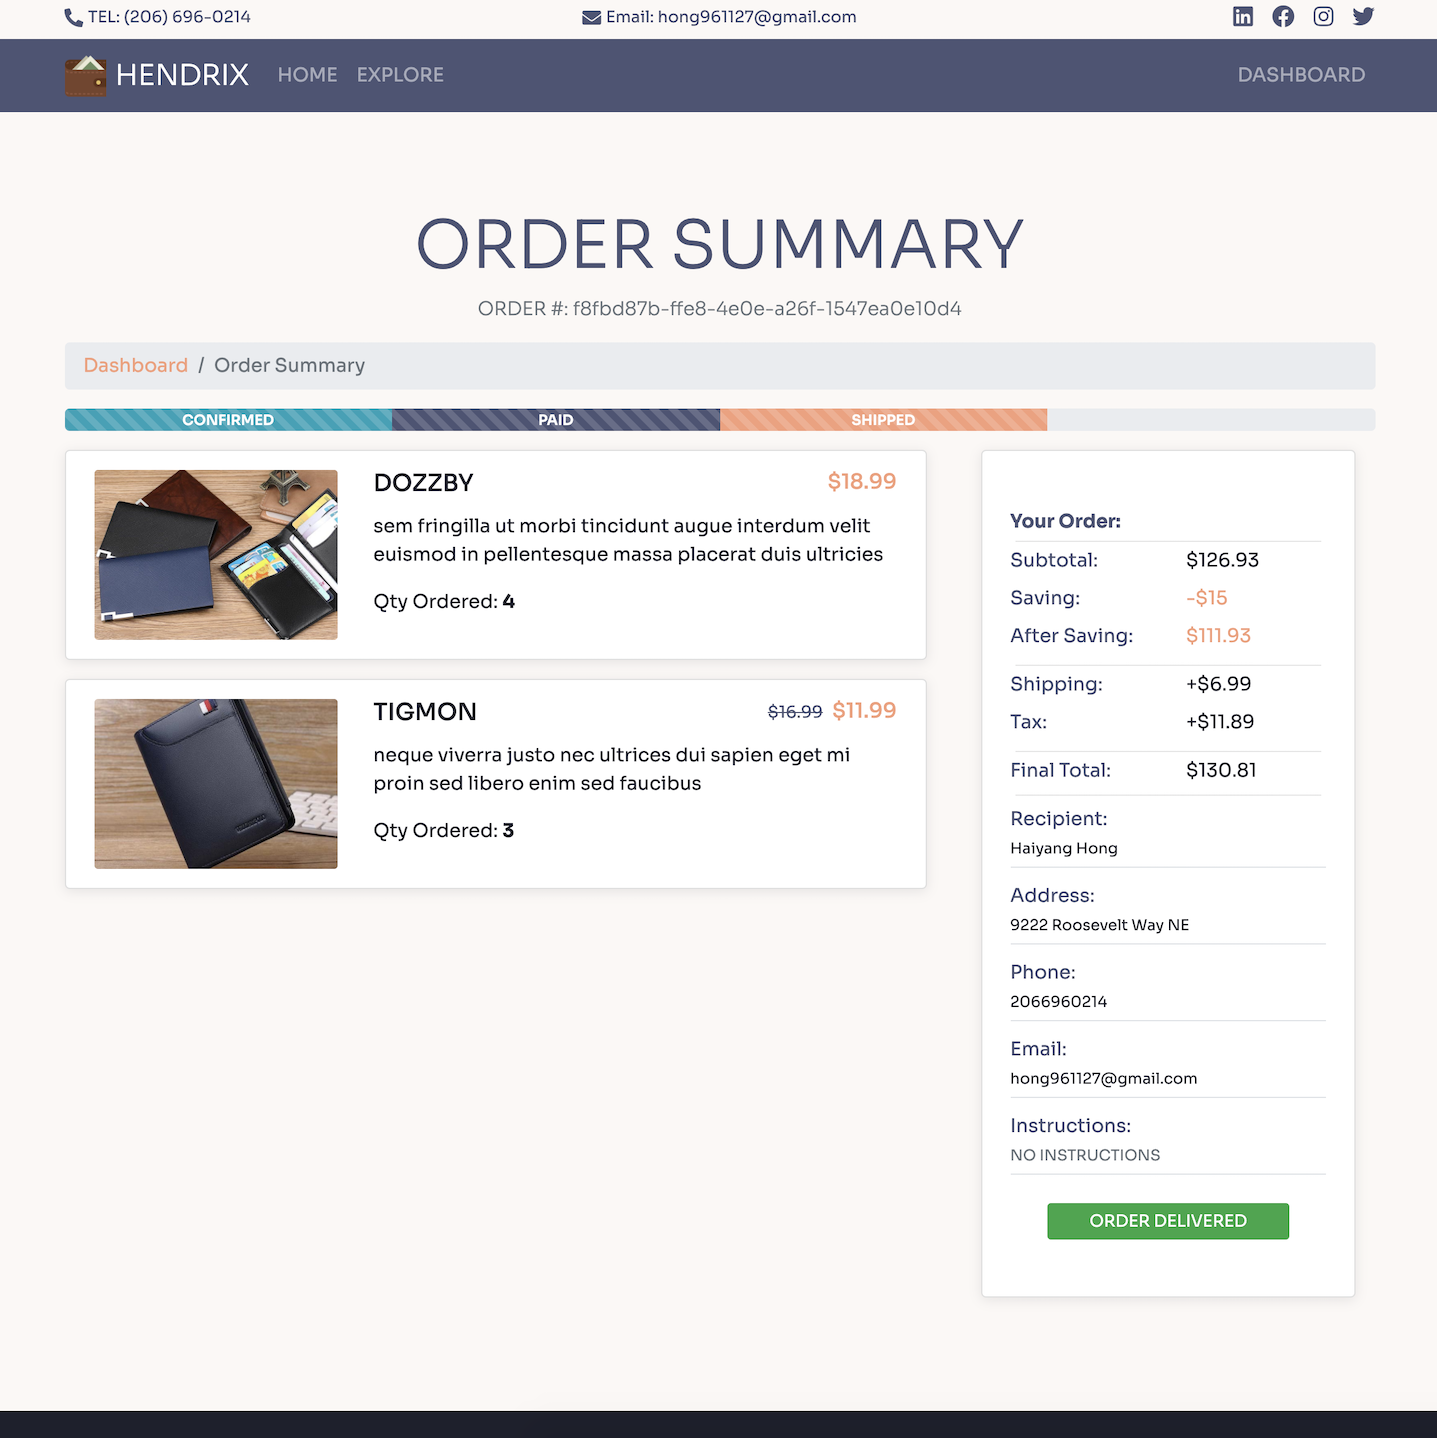 TEL: (206) 696-0214
Email: hong961127@gmail.com
HENDRIX
HOME
EXPLORE
DASHBOARD
ORDER SUMMARY
ORDER #: f8fbd87b-ffe8-4e0e-a26f-1547ea0e10d4
Dashboard / Order Summary
CONFIRMED
PAID
SHIPPED
DOZZBY
$18.99
sem fringilla ut morbi tincidunt augue interdum velit
euismod in pellentesque massa placerat duis ultricies
Qty Ordered: 4
TIGMON
$16.99 $11.99
neque viverra justo nec ultrices dui sapien eget mi
proin sed libero enim sed faucibus
Qty Ordered: 3
Your Order:
Subtotal: $126.93
Saving: -$15
After Saving: $111.93
Shipping: +$6.99
Tax: +$11.89
Final Total: $130.81
Recipient:
Haiyang Hong
Address:
9222 Roosevelt Way NE
Phone:
2066960214
Email:
hong961127@gmail.com
Instructions:
NO INSTRUCTIONS
ORDER DELIVERED